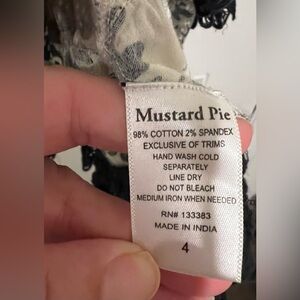 Mustard Pie
98% COTTON 2% SPANDEX
EXCLUSIVE OF TRIMS
HAND WASH COLD
SEPARATELY
LINE DRY
DO NOT BLEACH
MEDIUM IRON WHEN NEEDED
RN# 133383
MADE IN INDIA
4